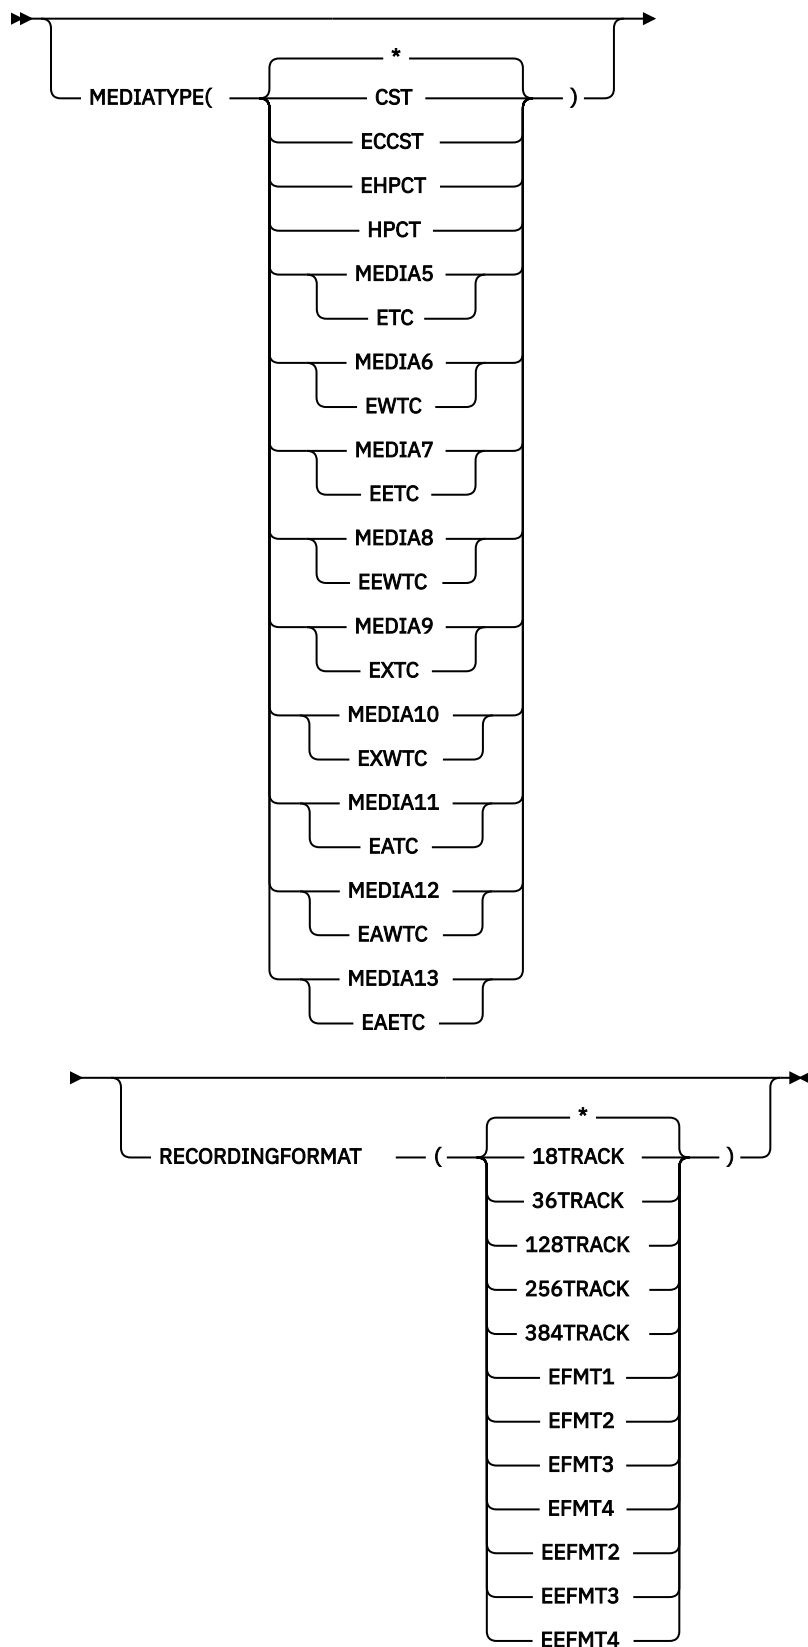 *
MEDIATYPE( CST )
ECCST
EHPCT
HPCT
MEDIA5
ETC
MEDIA6
EWTC
MEDIA7
EETC
MEDIA8
EEWTC
MEDIA9
EXTC
MEDIA10
EXWTC
MEDIA11
EATC
MEDIA12
EAWTC
MEDIA13
EAETC
*
RECORDINGFORMAT ( 18TRACK )
36TRACK
128TRACK
256TRACK
384TRACK
EFMT1
EFMT2
EFMT3
EFMT4
EEFMT2
EEFMT3
EEFMT4